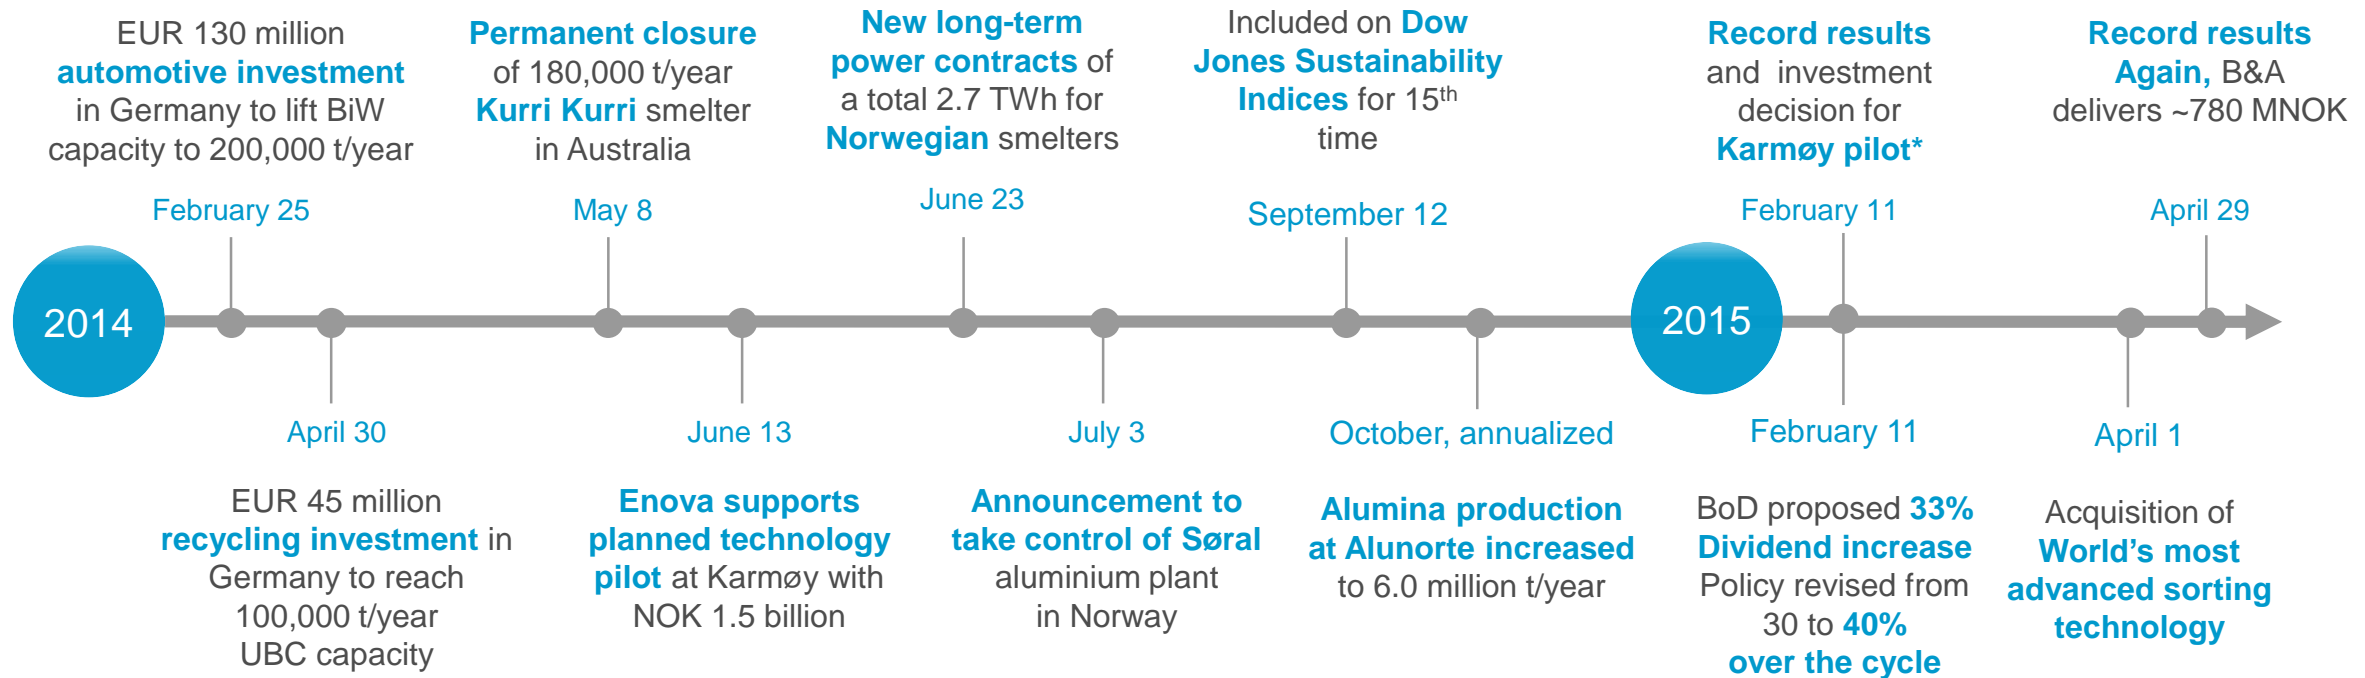 EUR 130 million
automotive investment
in Germany to lift BiW
capacity to 200,000 t/year
February 25
Permanent closure
of 180,000 t/year
Kurri Kurri smelter
in Australia
May 8
New long-term
power contracts of
a total 2.7 TWh for
Norwegian smelters
June 23
Included on Dow
Jones Sustainability
Indices for 15th
time
September 12
Record results
and investment
decision for
Karmøy pilot*
February 11
Record results
Again, B&A
delivers ~780 MNOK
April 29
2014
2015
April 30
EUR 45 million
recycling investment in
Germany to reach
100,000 t/year
UBC capacity
June 13
Enova supports
planned technology
pilot at Karmøy with
NOK 1.5 billion
July 3
Announcement to
take control of Søral
aluminium plant
in Norway
October, annualized
Alumina production
at Alunorte increased
to 6.0 million t/year
February 11
BoD proposed 33%
Dividend increase
Policy revised from
30 to 40%
over the cycle
April 1
Acquisition of
World's most
advanced sorting
technology